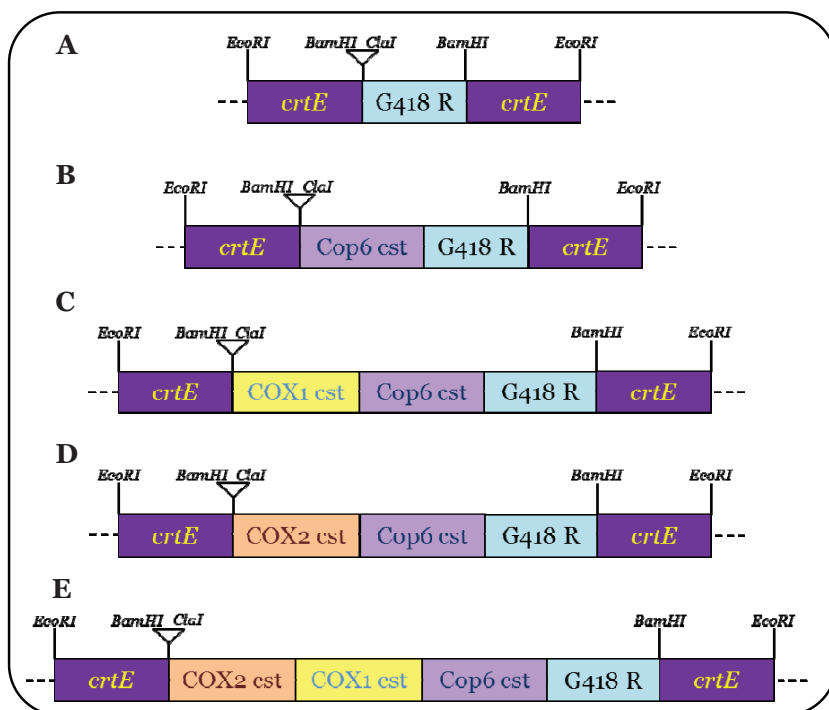 A
EcoRI BamHI ClaI BamHI EcoRI
crtE G418 R crtE
B
EcoRI BamHI ClaI BamHI EcoRI
crtE Cop6 cst G418 R crtE
C
EcoRI BamHI ClaI BamHI EcoRI
crtE COX1 cst Cop6 cst G418 R crtE
D
EcoRI BamHI ClaI BamHI EcoRI
crtE COX2 cst Cop6 cst G418 R crtE
E
EcoRI BamHI ClaI BamHI EcoRI
crtE COX2 cst COX1 cst Cop6 cst G418 R crtE